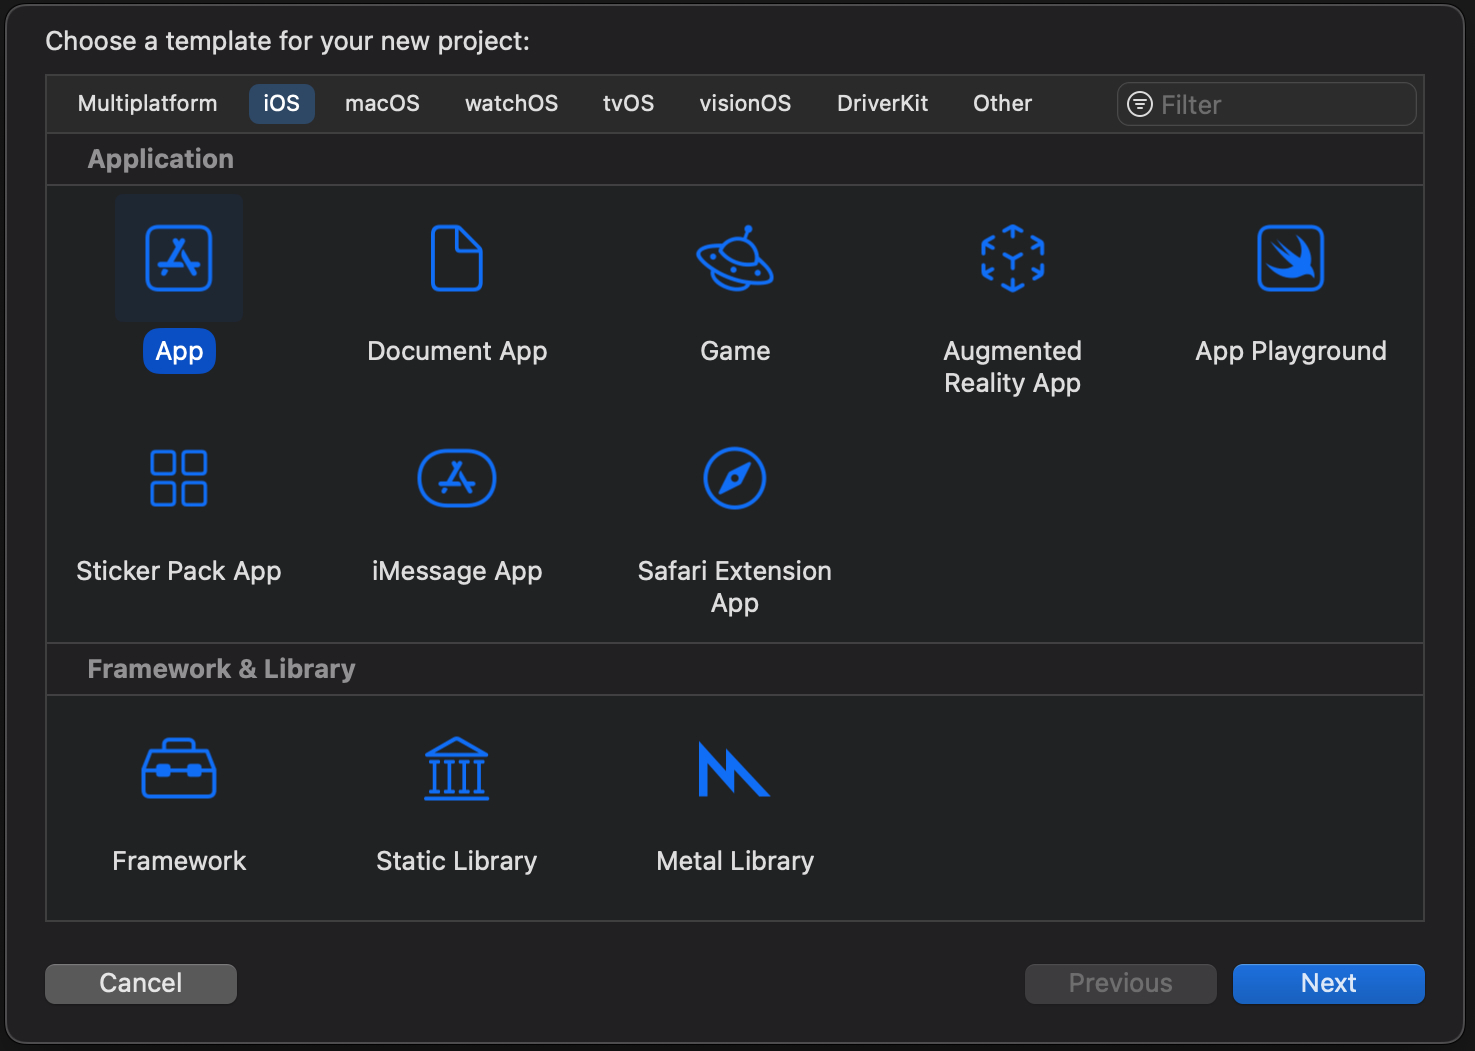 Choose a template for your new project:
Multiplatform iOS macOS watchOS tvOS visionOS DriverKit Other Filter
Application
App Document App Game Augmented Reality App App Playground
Sticker Pack App iMessage App Safari Extension App
Framework & Library
Framework Static Library Metal Library
Cancel Previous Next